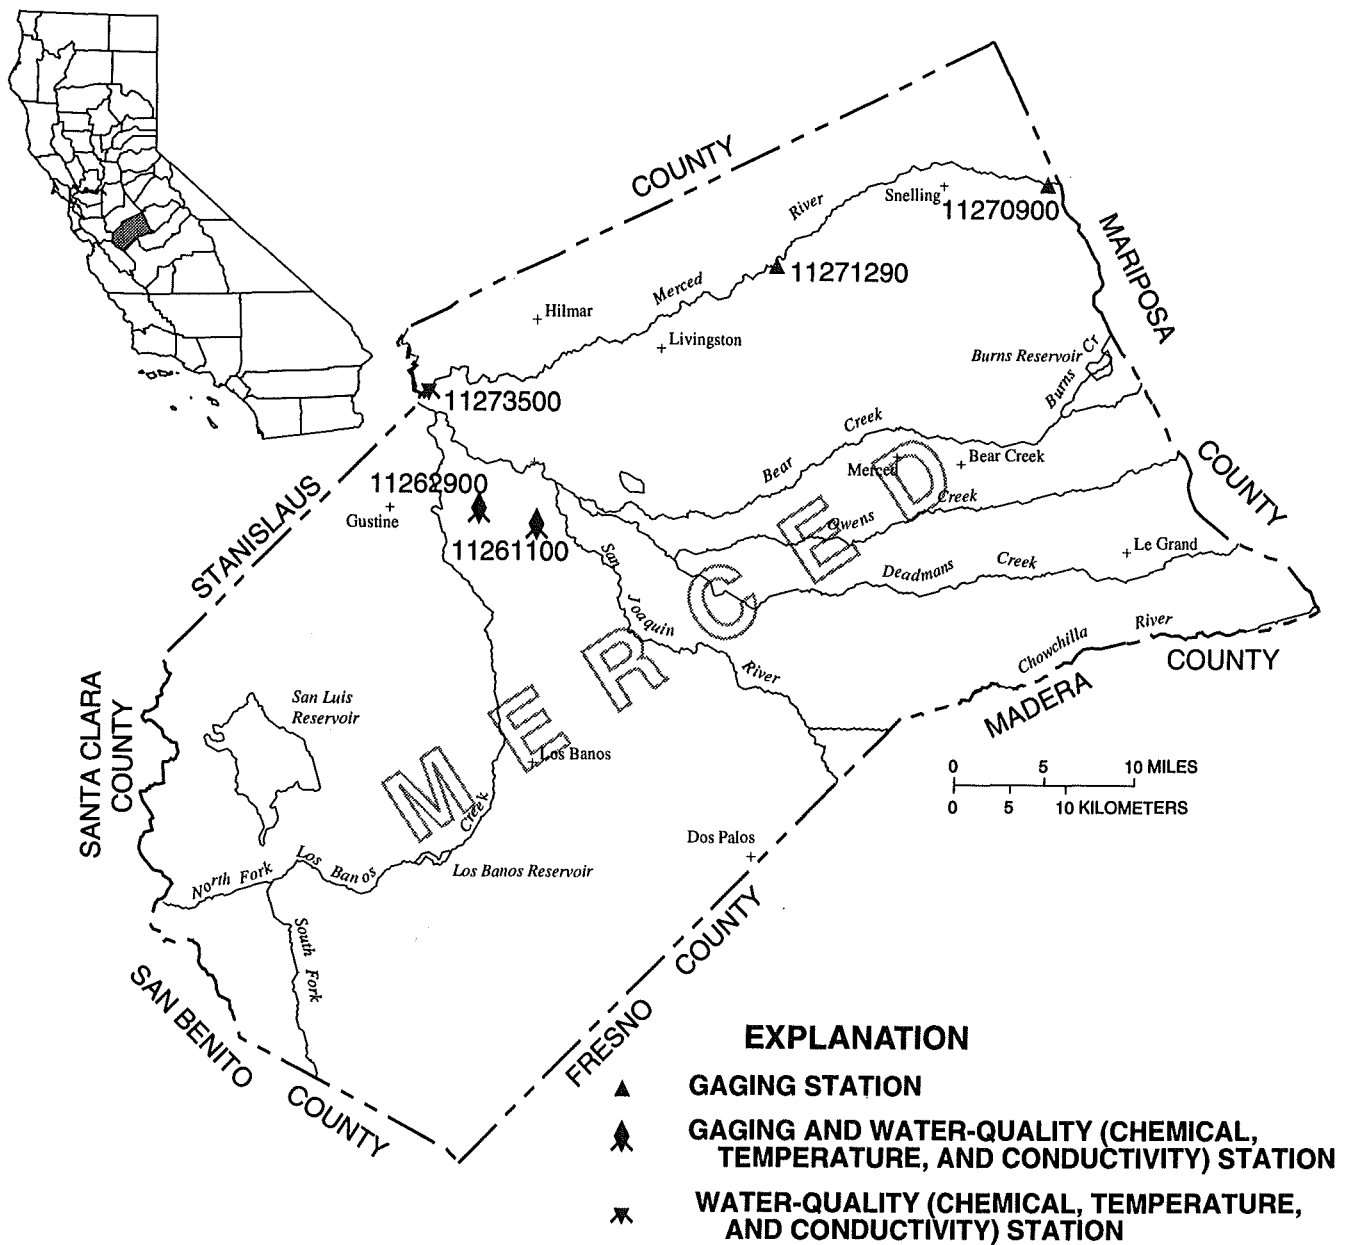 COUNTY
River
Snelling
11270900
MARIPOSA
11271290
Merced
Hilmar
Livingston
Burns Reservoir
Cr
Burns
11273500
Creek
Bear
Merced
Bear Creek
COUNTY
11262900
Gustine
STANISLAUS
11261100
Owens
Creek
San
Joaquin
River
Deadmans
Creek
Le Grand
Chowchilla
River
COUNTY
MADERA
MERCED
SANTA CLARA
COUNTY
San Luis
Reservoir
Los Banos
Creek
0 5 10 MILES
0 5 10 KILOMETERS
Dos Palos
North Fork
Los Banos
Los Banos Reservoir
South Fork
SAN BENITO
COUNTY
FRESNO
COUNTY
EXPLANATION
GAGING STATION
GAGING AND WATER-QUALITY (CHEMICAL,
TEMPERATURE, AND CONDUCTIVITY) STATION
WATER-QUALITY (CHEMICAL, TEMPERATURE,
AND CONDUCTIVITY) STATION